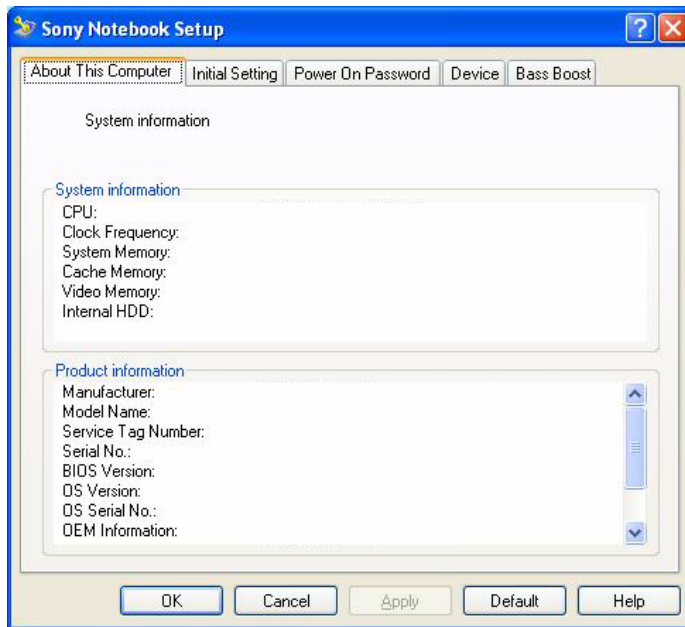 Sony Notebook Setup
About This Computer Initial Setting Power On Password Device Bass Boost
System information
System information
CPU:
Clock Frequency:
System Memory:
Cache Memory:
Video Memory:
Internal HDD:
Product information
Manufacturer:
Model Name:
Service Tag Number:
Serial No.:
BIOS Version:
OS Version:
OS Serial No.:
OEM Information:
OK Cancel Apply Default Help